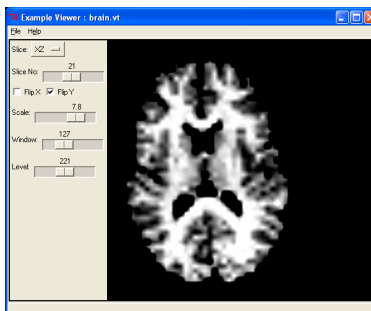 Example Viewer : brain.vt
File Help
Slice: XZ
21
Slice No:
Flip X Flip Y
7.8
Scale:
127
Window:
221
Level: